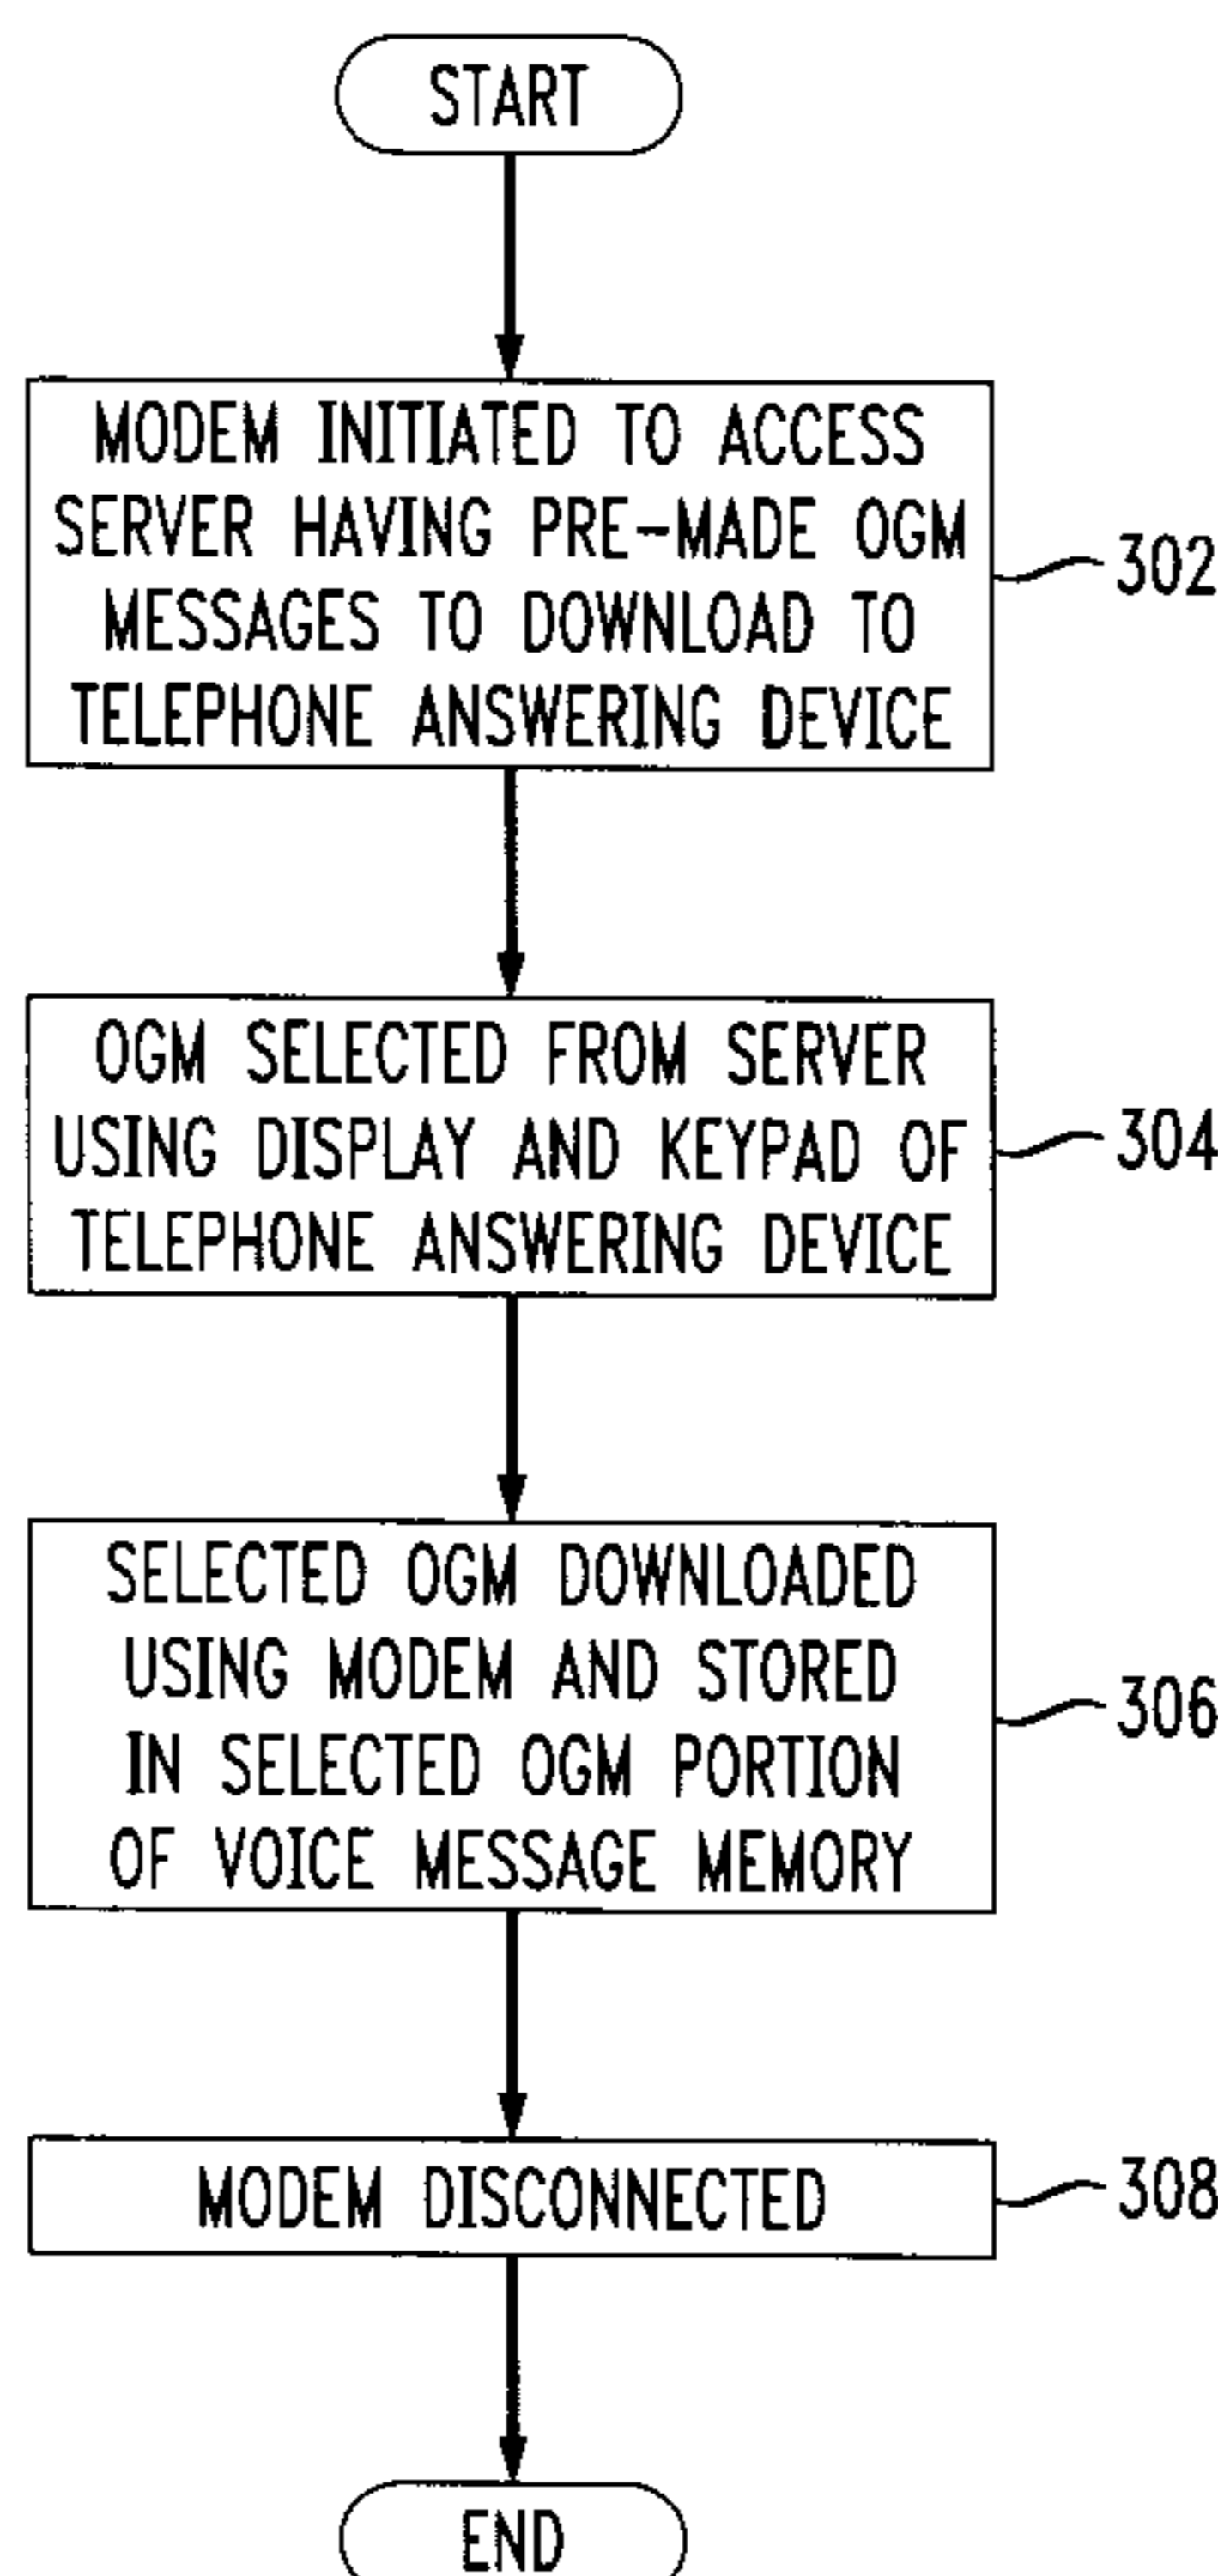 START
MODEM INITIATED TO ACCESS
SERVER HAVING PRE-MADE OGM
MESSAGES TO DOWNLOAD TO
TELEPHONE ANSWERING DEVICE
302
OGM SELECTED FROM SERVER
USING DISPLAY AND KEYPAD OF
TELEPHONE ANSWERING DEVICE
304
SELECTED OGM DOWNLOADED
USING MODEM AND STORED
IN SELECTED OGM PORTION
OF VOICE MESSAGE MEMORY
306
MODEM DISCONNECTED
308
END